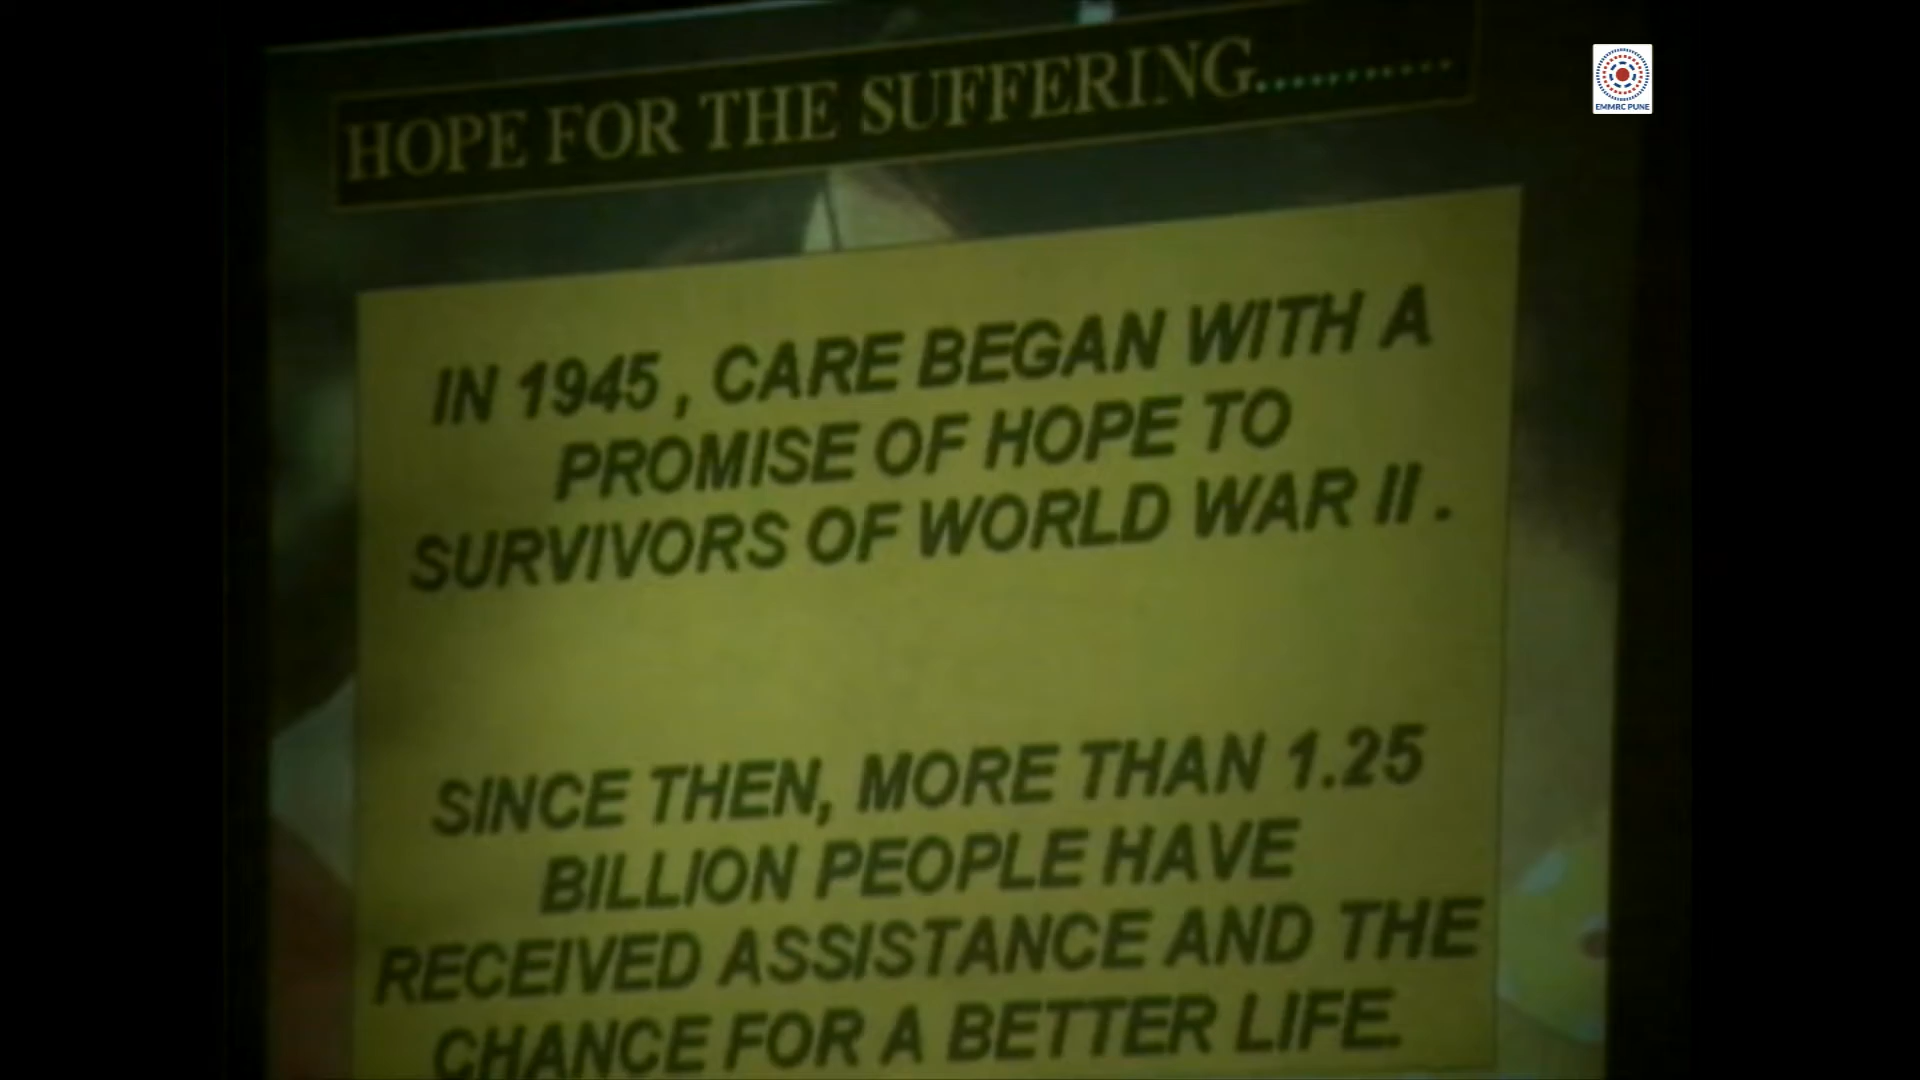 HOPE FOR THE SUFFERING...........
EMMRC PUNE
IN 1945 , CARE BEGAN WITH A
PROMISE OF HOPE TO
SURVIVORS OF WORLD WAR II .
SINCE THEN, MORE THAN 1.25
BILLION PEOPLE HAVE
RECEIVED ASSISTANCE AND THE
CHANCE FOR A BETTER LIFE.